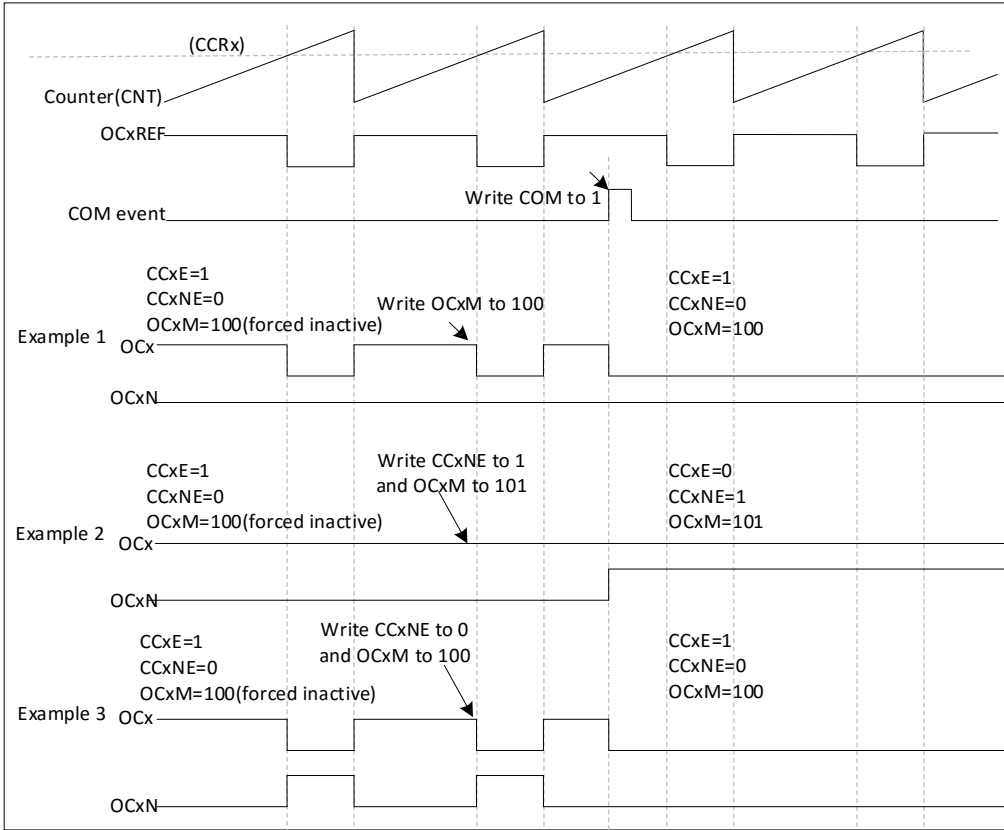 (CCRx)
Counter(CNT)
OCxREF
Write COM to 1
COM event
CCxE=1
CCxNE=0
OCxM=100(forced inactive)
Write OCxM to 100
CCxE=1
CCxNE=0
OCxM=100
Example 1
OCx
OCxN
CCxE=1
CCxNE=0
OCxM=100(forced inactive)
Write CCxNE to 1
and OCxM to 101
CCxE=0
CCxNE=1
OCxM=101
Example 2
OCx
OCxN
CCxE=1
CCxNE=0
OCxM=100(forced inactive)
Write CCxNE to 0
and OCxM to 100
CCxE=1
CCxNE=0
OCxM=100
Example 3
OCx
OCxN